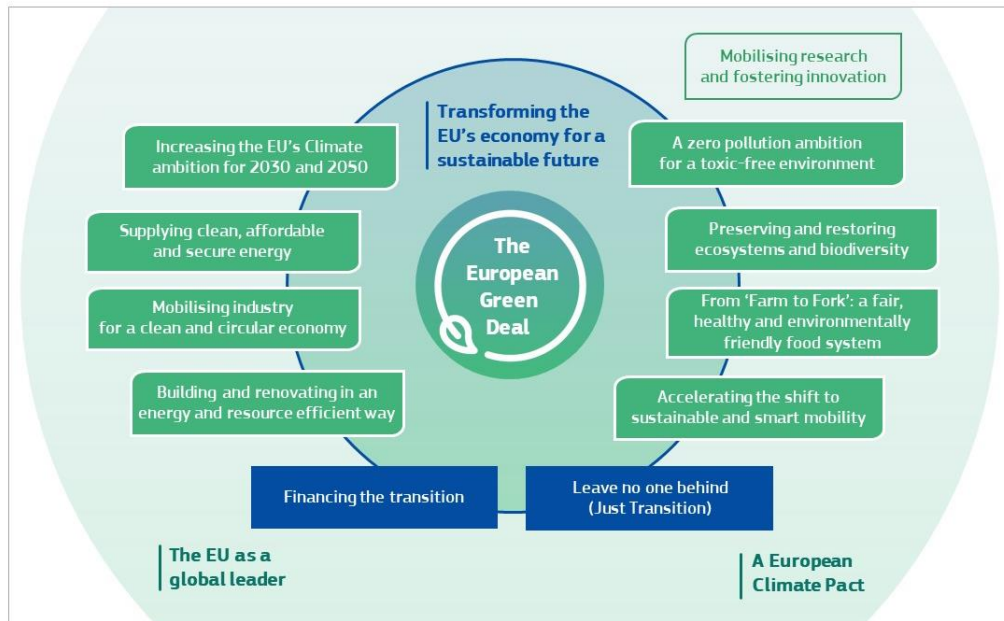 Mobilising research
and fostering innovation
Transforming the
EU's economy for a
sustainable future
Increasing the EU's Climate
ambition for 2030 and 2050
A zero pollution ambition
for a toxic-free environment
Supplying clean, affordable
and secure energy
The
European
Green
Deal
Preserving and restoring
ecosystems and biodiversity
Mobilising industry
for a clean and circular economy
From ‘Farm to Fork’: a fair,
healthy and environmentally
friendly food system
Building and renovating in an
energy and resource efficient way
Accelerating the shift to
sustainable and smart mobility
Financing the transition
Leave no one behind
(Just Transition)
The EU as a
global leader
A European
Climate Pact